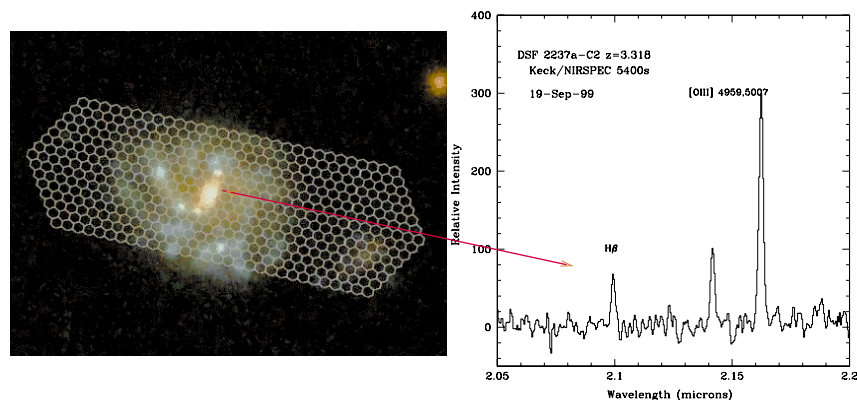 400
300
200
100
0
Relative Intensity
DSF 2237a-C2 z=3.318
Keck/NIRSPEC 5400s
19-Sep-99
[OIII] 4959,5007
Hβ
2.05
2.1
2.15
2.2
Wavelength (microns)